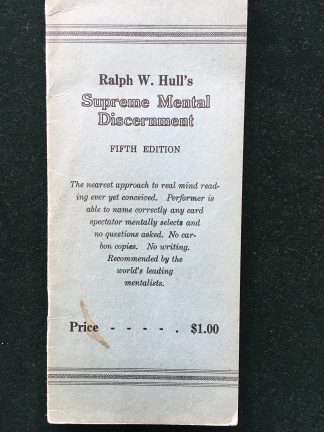 Ralph W. Hull's
Supreme Mental
Discernment
FIFTH EDITION
The nearest approach to real mind read-
ing ever yet conceived. Performer is
able to name correctly any card
spectator mentally selects and
no questions asked. No car-
bon copies. No writing.
Recommended by the
world's leading
mentalists.
Price - - - - - $1.00